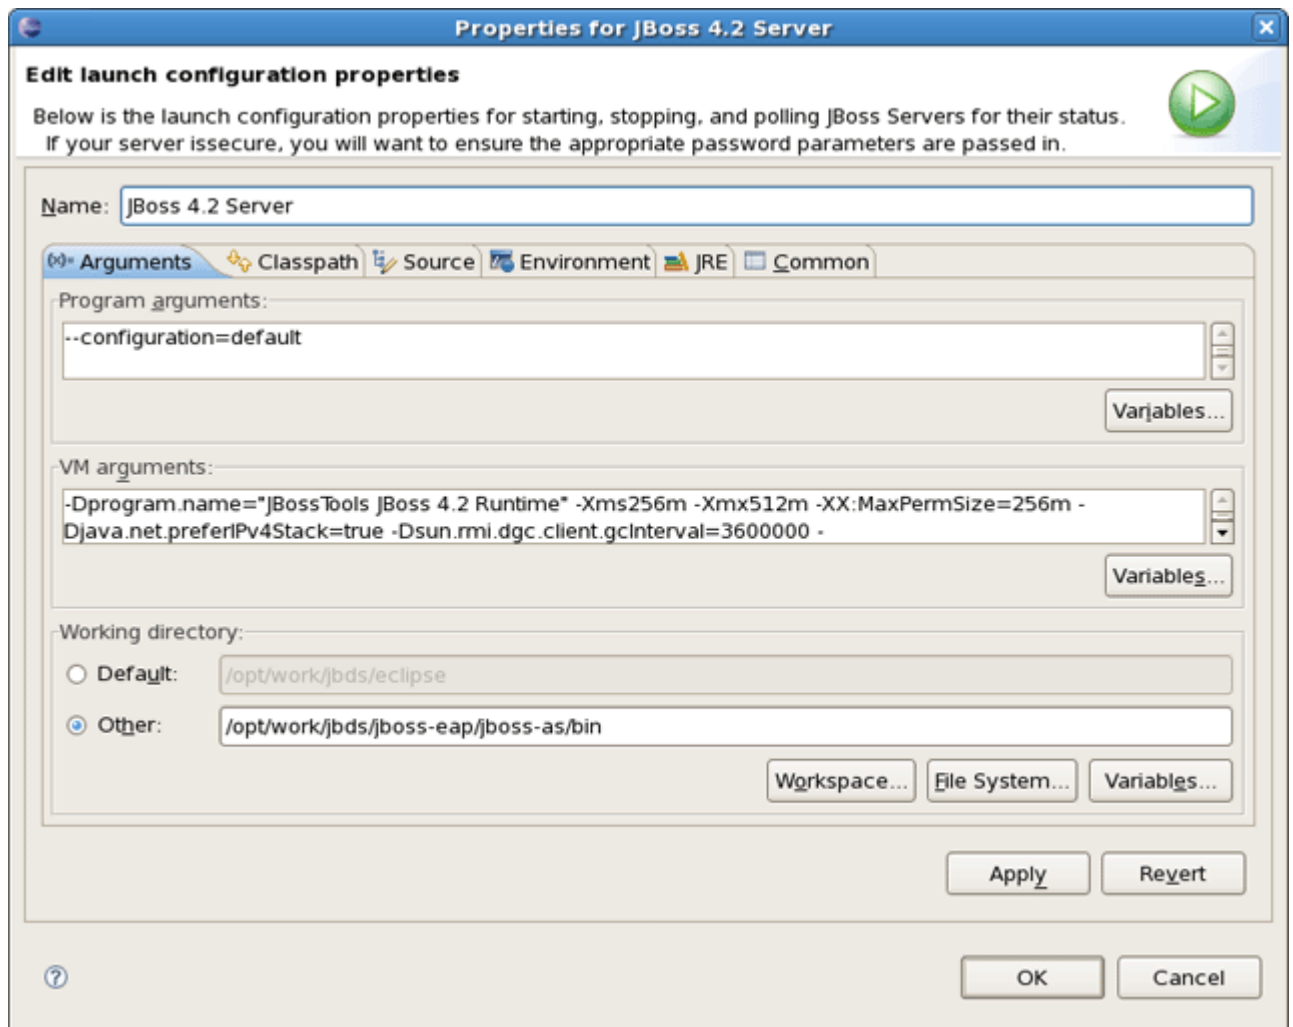 Properties for JBoss 4.2 Server
Edit launch configuration properties
Below is the launch configuration properties for starting, stopping, and polling JBoss Servers for their status.
If your server issecure, you will want to ensure the appropriate password parameters are passed in.
Name: JBoss 4.2 Server
(x)= Arguments Classpath Source Environment JRE Common
Program arguments:
--configuration=default
Variables...
VM arguments:
-Dprogram.name="JBossTools JBoss 4.2 Runtime" -Xms256m -Xmx512m -XX:MaxPermSize=256m -
Djava.net.preferIPv4Stack=true -Dsun.rmi.dgc.client.gcInterval=3600000 -
Variables...
Working directory:
Default: /opt/work/jbds/eclipse
Other: /opt/work/jbds/jboss-eap/jboss-as/bin
Workspace... File System... Variables...
Apply Revert
? OK Cancel